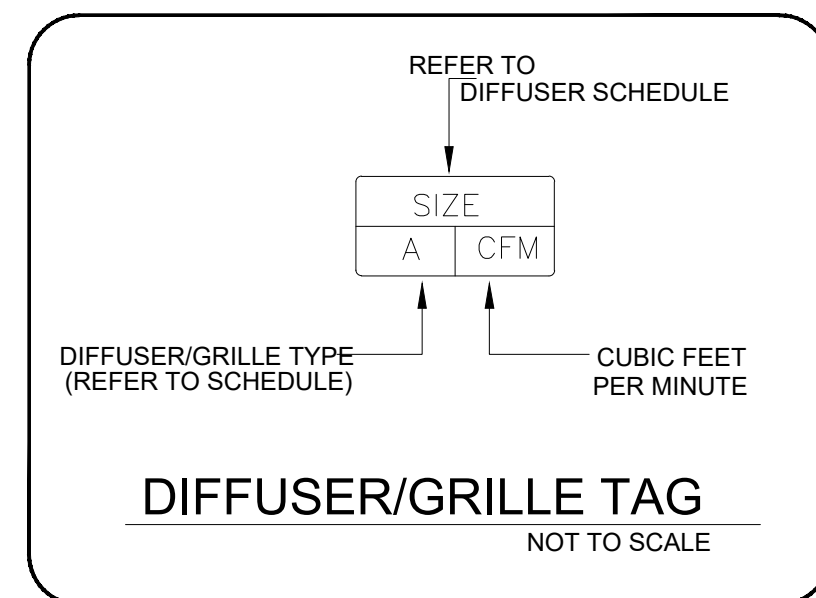 REFER TO
DIFFUSER SCHEDULE
SIZE
A
CFM
DIFFUSER/GRILLE TYPE
(REFER TO SCHEDULE)
CUBIC FEET
PER MINUTE
DIFFUSER/GRILLE TAG
NOT TO SCALE